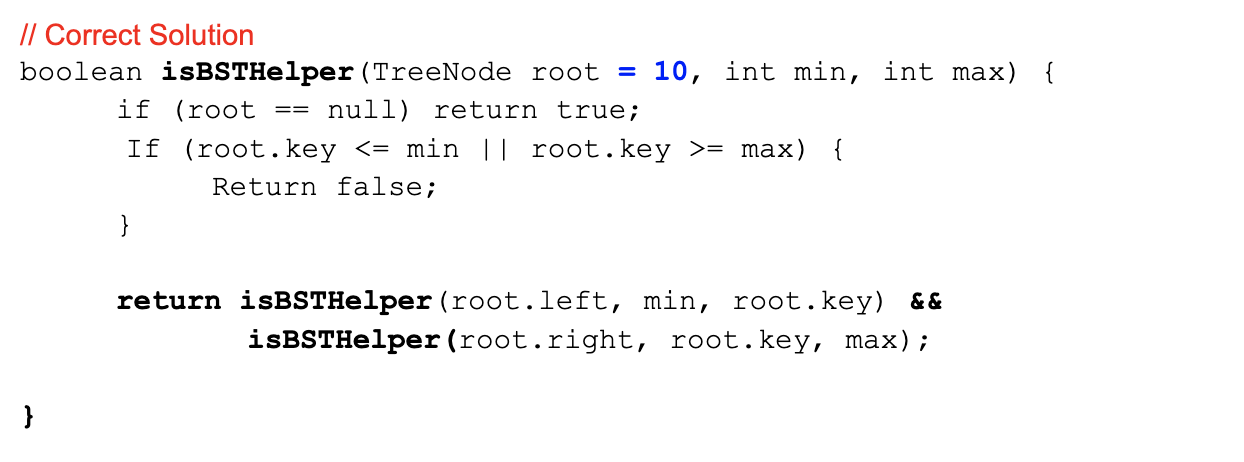 // Correct Solution
boolean isBSTHelper(TreeNode root = 10, int min, int max) {
if (root == null) return true;
If (root.key <= min || root.key >= max) {
Return false;
}
return isBSTHelper(root.left, min, root.key) &&
isBSTHelper(root.right, root.key, max);
}